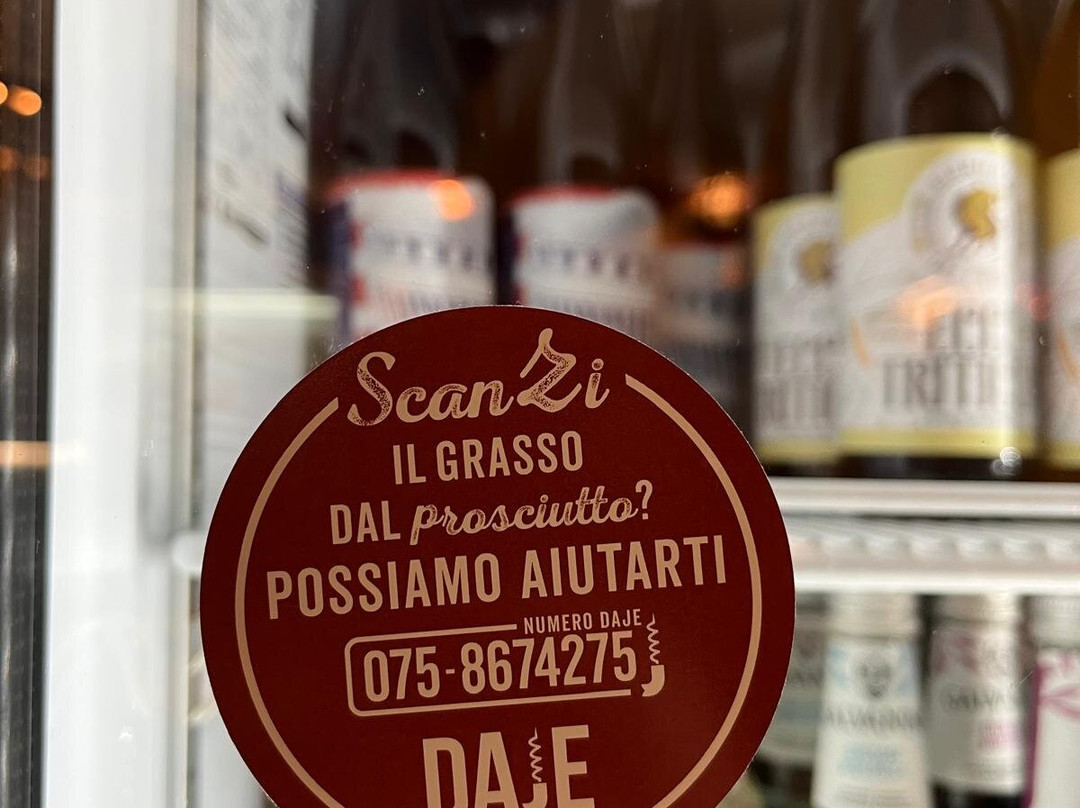 ScanZi
IL GRASSO
DAL prosciutto?
POSSIAMO AIUTARTI
NUMERO DAJE
075-8674275
DAJE